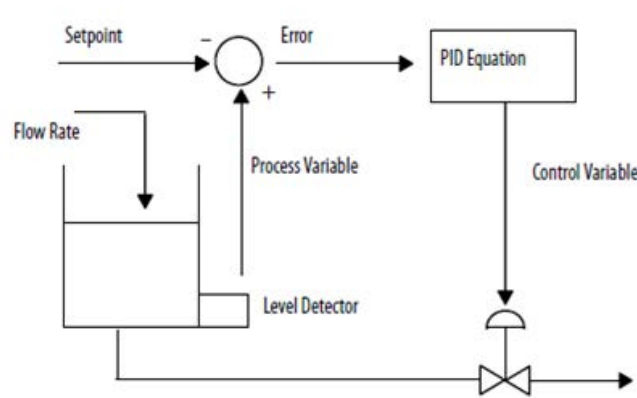 Setpoint
−
Error
PID Equation
+
Flow Rate
Process Variable
Control Variable
Level Detector